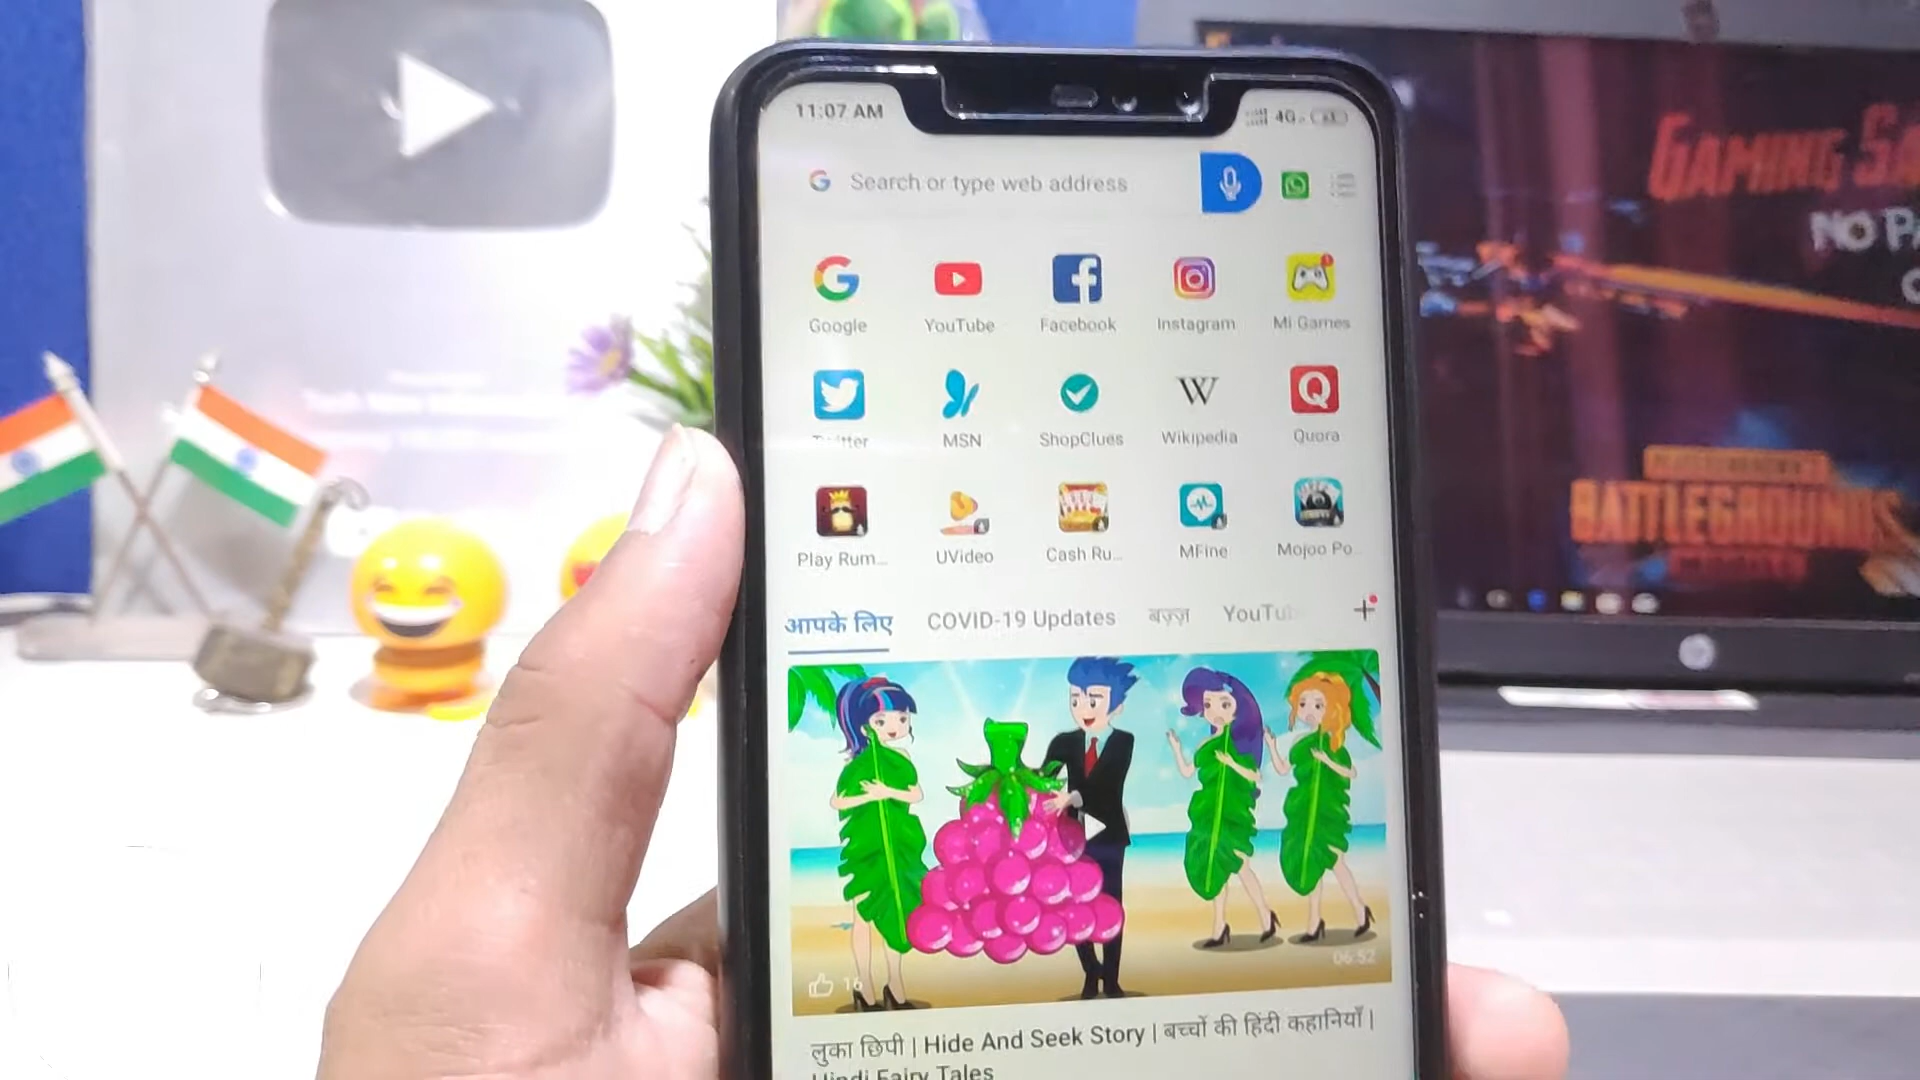 11:07 AM
4G
Search or type web address
Google
YouTube
Facebook
Instagram
Mi Games
MSN
ShopClues
Wikipedia
Quora
Play Rum...
UVideo
Cash Ru...
MFine
Mojoo Po...
आपके लिए
COVID-19 Updates
बज़्ज़
YouTu
16
06:52
लुका छिपी | Hide And Seek Story | बच्चों की हिंदी कहानियाँ |
Hindi Fairy Tales
GAMING
NO
BATTLEGROUNDS